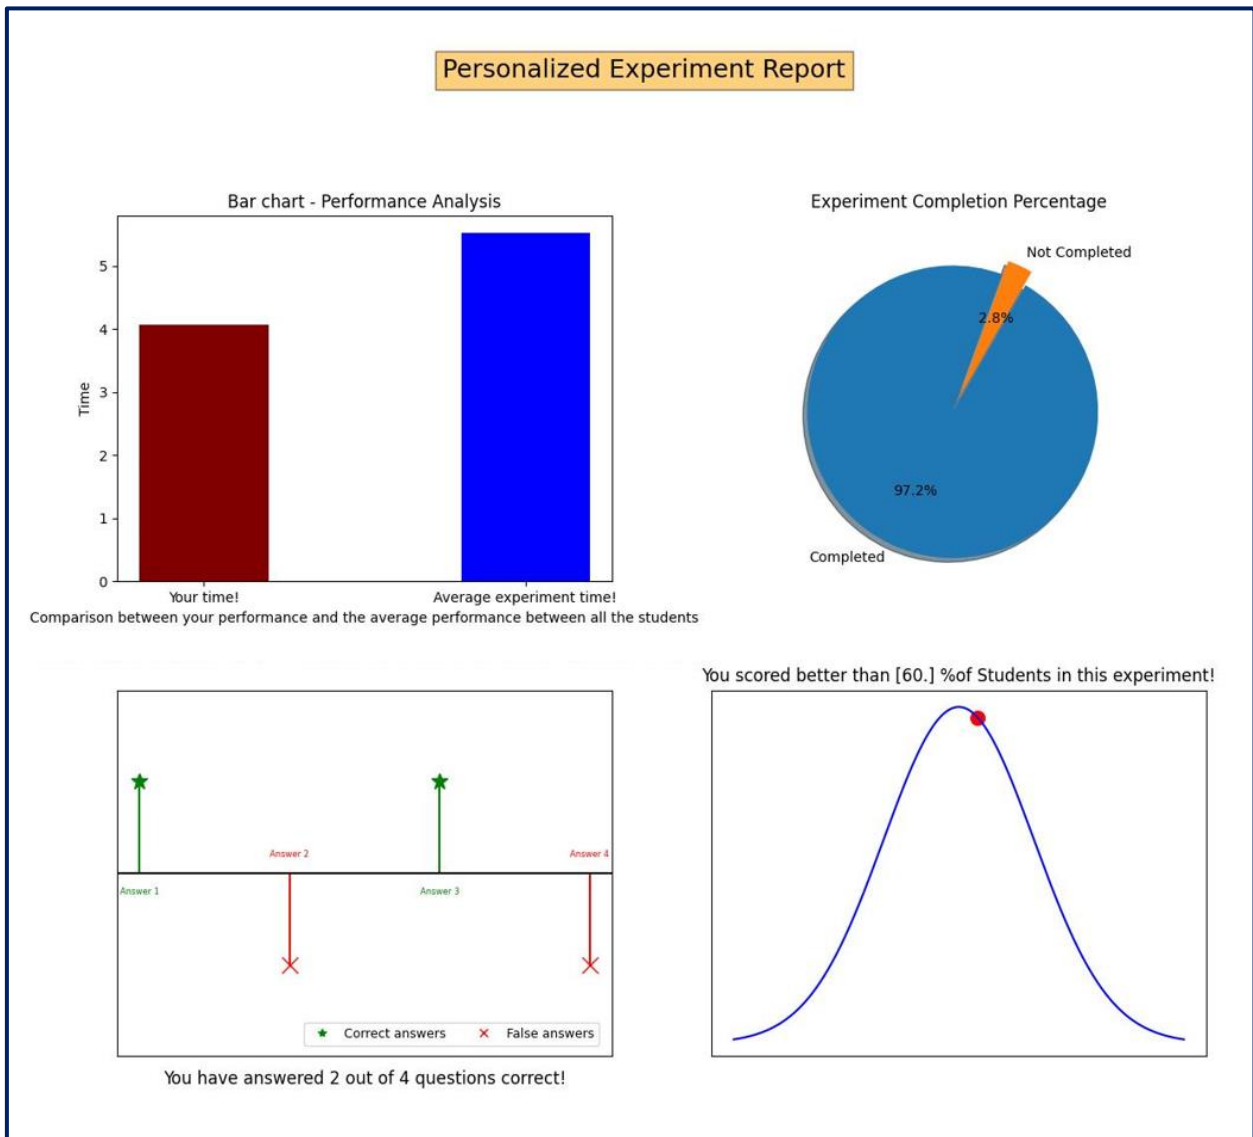 Personalized Experiment Report
Bar chart - Performance Analysis
5
4
3
2
1
0
Time
Your time!
Average experiment time!
Comparison between your performance and the average performance between all the students
Experiment Completion Percentage
Not Completed
2.8%
97.2%
Completed
Answer 2
Answer 4
Answer 1
Answer 3
Correct answers
False answers
You have answered 2 out of 4 questions correct!
You scored better than [60.] %of Students in this experiment!